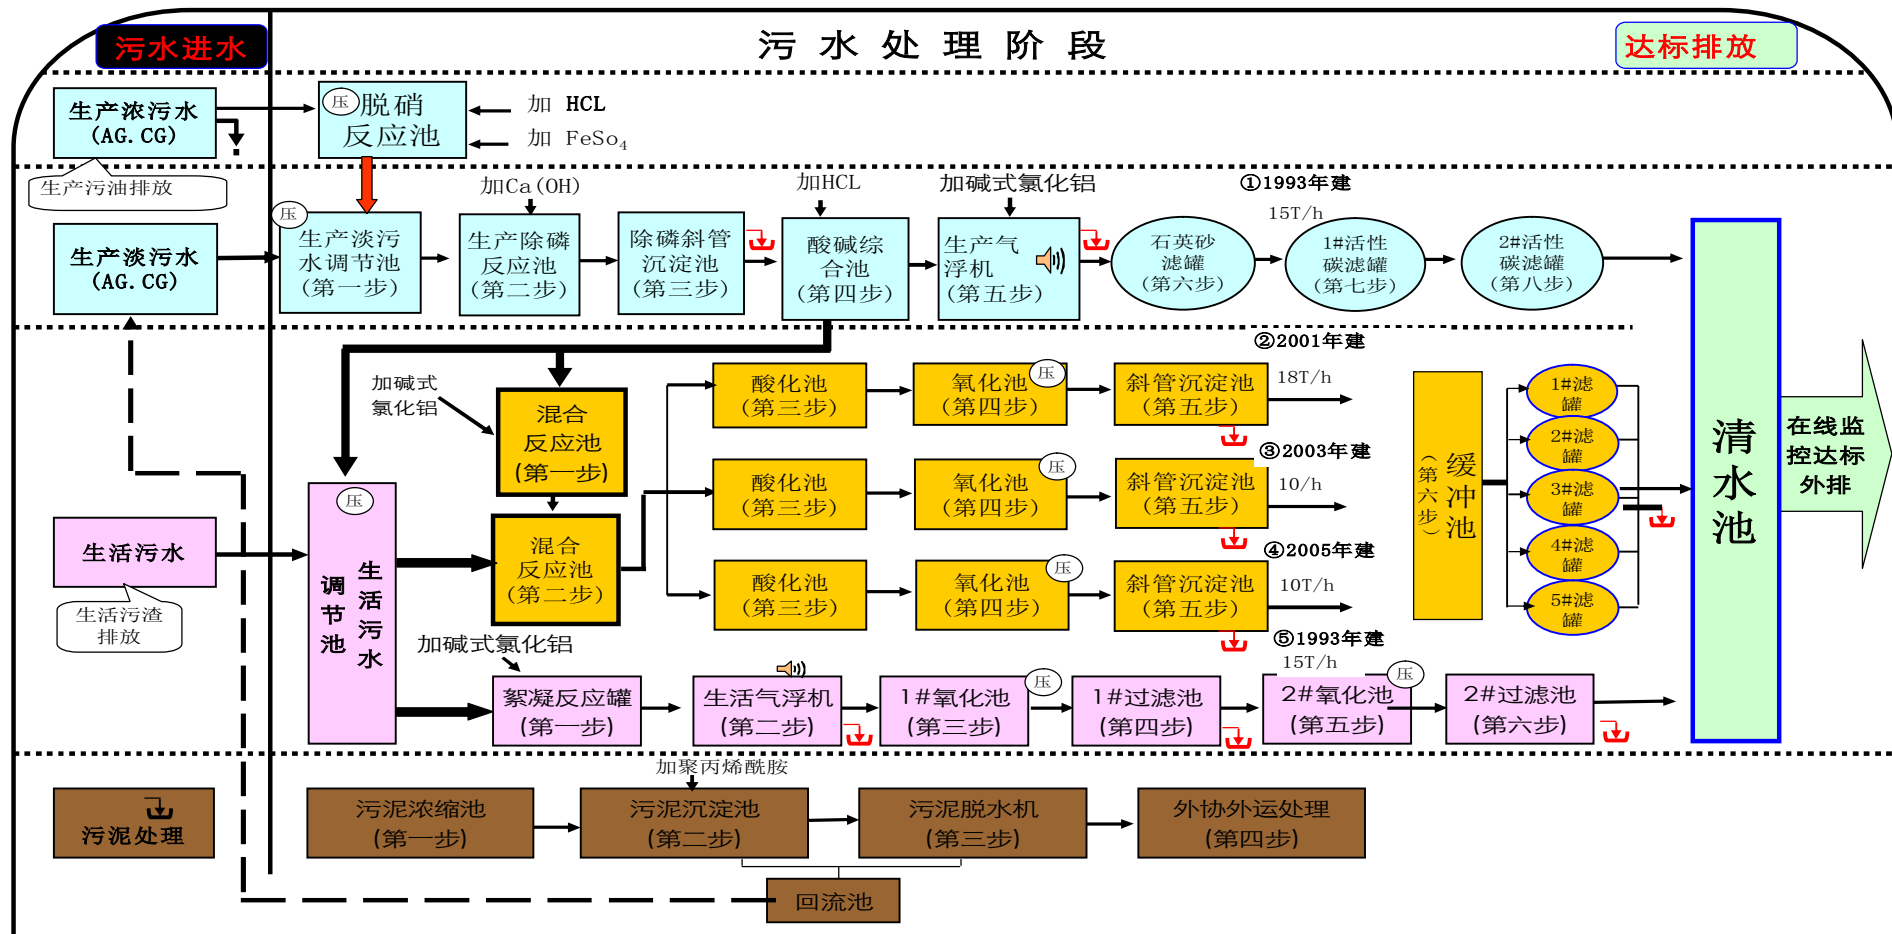 污水进水
污水处理阶段
达标排放
生产浓污水
(AG.CG)
生产污油排放
压
脱硝
反应池
加 HCL
加 FeSo₄
生产淡污水
(AG.CG)
压
生产淡污
水调节池
(第一步)
加Ca(OH)
生产除磷
反应池
(第二步)
除磷斜管
沉淀池
(第三步)
加HCL
酸碱综
合池
(第四步)
加碱式氯化铝
生产气
浮机
(第五步)
石英砂
滤罐
(第六步)
①1993年建
15T/h
1#活性
碳滤罐
(第七步)
2#活性
碳滤罐
(第八步)
加碱式
氯化铝
混合
反应池
(第一步)
混合
反应池
(第二步)
酸化池
(第三步)
氧化池
(第四步)
压
斜管沉淀池
(第五步)
②2001年建
18T/h
酸化池
(第三步)
氧化池
(第四步)
压
斜管沉淀池
(第五步)
③2003年建
10/h
酸化池
(第三步)
氧化池
(第四步)
压
斜管沉淀池
(第五步)
④2005年建
10T/h
缓冲池
(第六步)
1#滤
罐
2#滤
罐
3#滤
罐
4#滤
罐
5#滤
罐
清水池
在线监
控达标
外排
生活污水
生活污渣
排放
压
生活污水
调节池
加碱式氯化铝
絮凝反应罐
(第一步)
生活气浮机
(第二步)
1#氧化池
(第三步)
压
1#过滤池
(第四步)
⑤1993年建
15T/h
2#氧化池
(第五步)
压
2#过滤池
(第六步)
污泥处理
污泥浓缩池
(第一步)
加聚丙烯酰胺
污泥沉淀池
(第二步)
污泥脱水机
(第三步)
外协外运处理
(第四步)
回流池